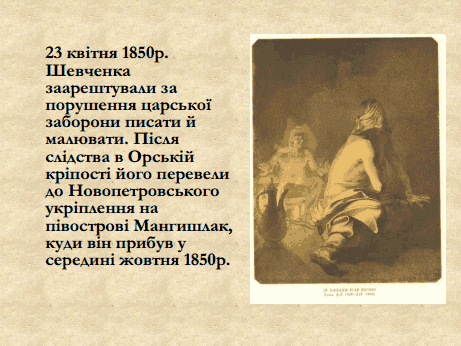 23 квітня 1850р.
Шевченка
заарештували за
порушення царської
заборони писати й
малювати. Після
слідства в Орській
кріпості його перевели
до Новопетровського
укріплення на
півострові Мангишлак,
куди він прибув у
середині жовтня 1850р.